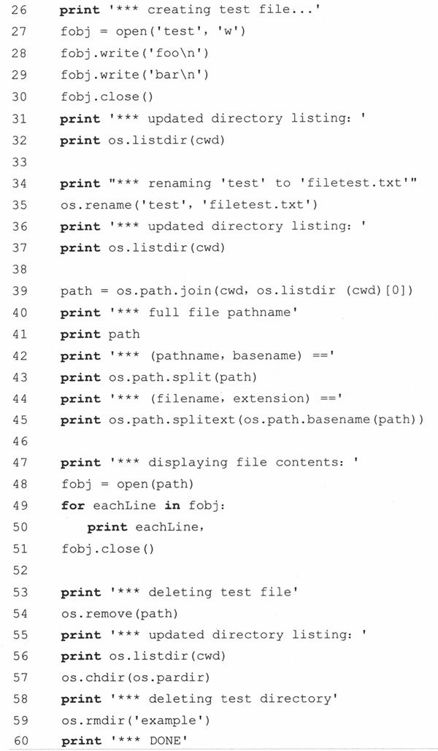 26 print '*** creating test file...'
27 fobj = open('test', 'w')
28 fobj.write('foo\n')
29 fobj.write('bar\n')
30 fobj.close()
31 print '*** updated directory listing: '
32 print os.listdir(cwd)
33
34 print "*** renaming 'test' to 'filetest.txt'"
35 os.rename('test', 'filetest.txt')
36 print '*** updated directory listing: '
37 print os.listdir(cwd)
38
39 path = os.path.join(cwd, os.listdir (cwd)[0])
40 print '*** full file pathname'
41 print path
42 print '*** (pathname, basename) =='
43 print os.path.split(path)
44 print '*** (filename, extension) =='
45 print os.path.splitext(os.path.basename(path))
46
47 print '*** displaying file contents: '
48 fobj = open(path)
49 for eachLine in fobj:
50     print eachLine,
51 fobj.close()
52
53 print '*** deleting test file'
54 os.remove(path)
55 print '*** updated directory listing: '
56 print os.listdir(cwd)
57 os.chdir(os.pardir)
58 print '*** deleting test directory'
59 os.rmdir('example')
60 print '*** DONE'